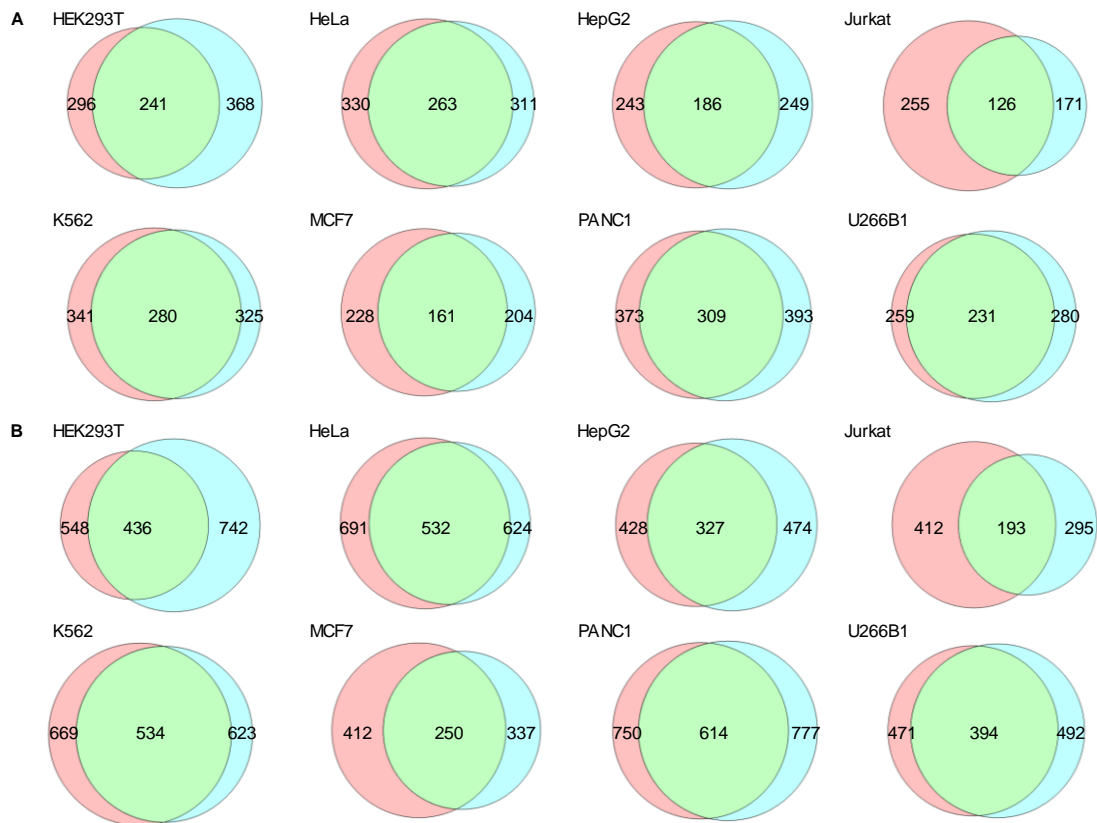 A HEK293T HeLa HepG2 Jurkat
296 241 368 330 263 311 243 186 249 255 126 171
K562 MCF7 PANC1 U266B1
341 280 325 228 161 204 373 309 393 259 231 280
B HEK293T HeLa HepG2 Jurkat
548 436 742 691 532 624 428 327 474 412 193 295
K562 MCF7 PANC1 U266B1
669 534 623 412 250 337 750 614 777 471 394 492